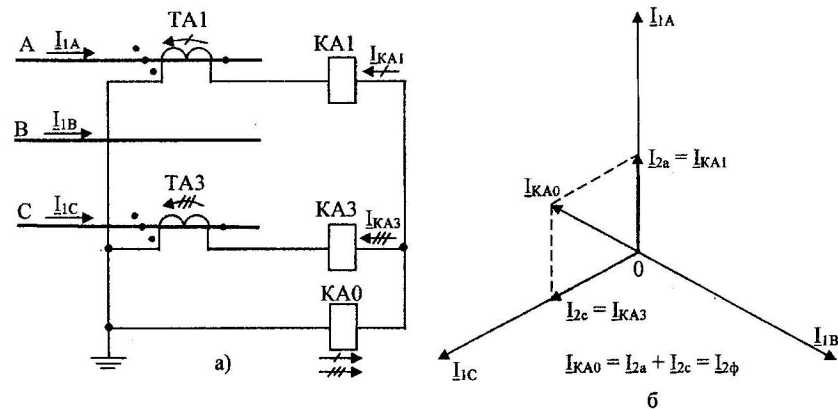 A
I1A
TA1
KA1
IKA1
B
I1B
C
I1C
TA3
KA3
IKA3
KA0
а)
I1A
I2a = IKA1
IKA0
0
I2c = IKA3
I1C
I1B
IKA0 = I2a + I2c = I2ф
б